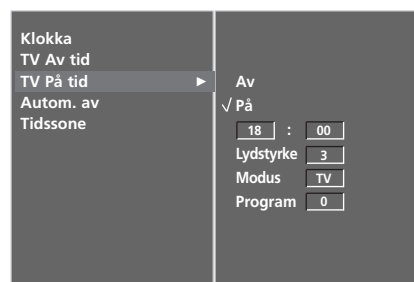 Klokka
TV Av tid
TV På tid ►
Autom. av
Tidssone
Av
√ På
18 : 00
Lydstyrke 3
Modus TV
Program 0